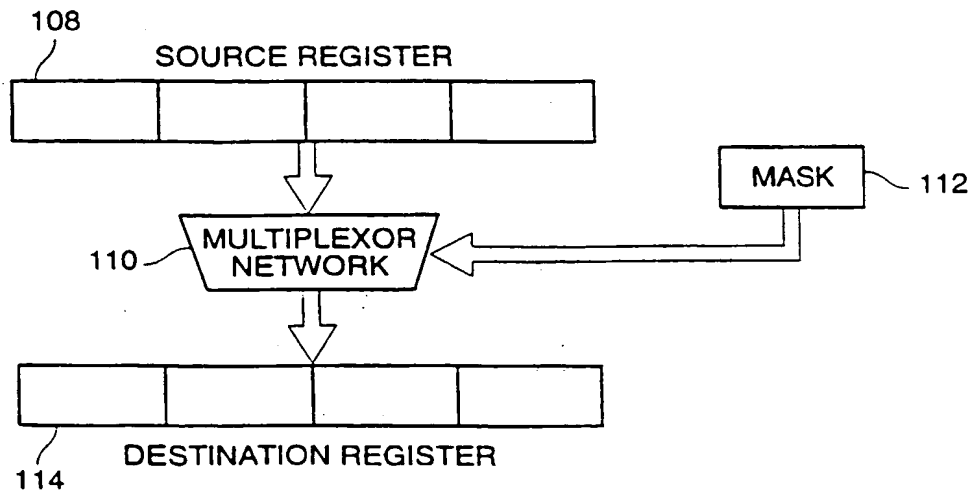 108
SOURCE REGISTER
MASK
112
MULTIPLEXOR
NETWORK
110
DESTINATION REGISTER
114